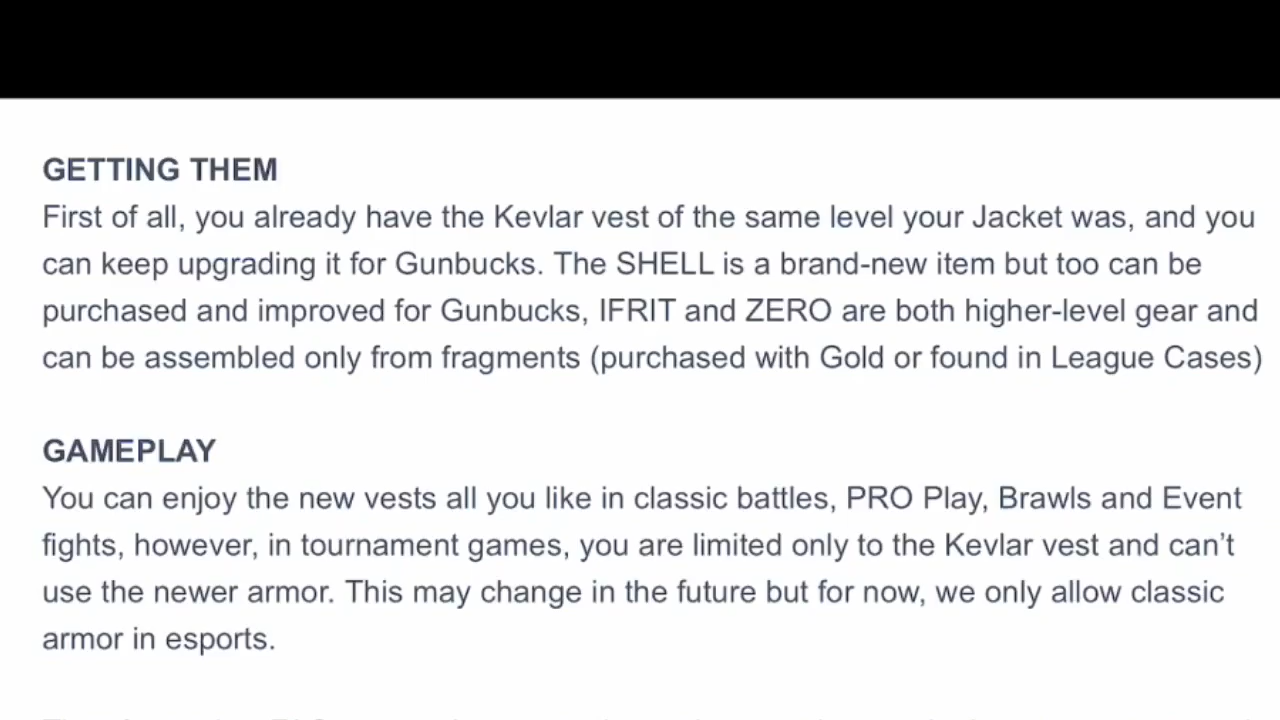 GETTING THEM
First of all, you already have the Kevlar vest of the same level your Jacket was, and you
can keep upgrading it for Gunbucks. The SHELL is a brand-new item but too can be
purchased and improved for Gunbucks, IFRIT and ZERO are both higher-level gear and
can be assembled only from fragments (purchased with Gold or found in League Cases)
GAMEPLAY
You can enjoy the new vests all you like in classic battles, PRO Play, Brawls and Event
fights, however, in tournament games, you are limited only to the Kevlar vest and can’t
use the newer armor. This may change in the future but for now, we only allow classic
armor in esports.